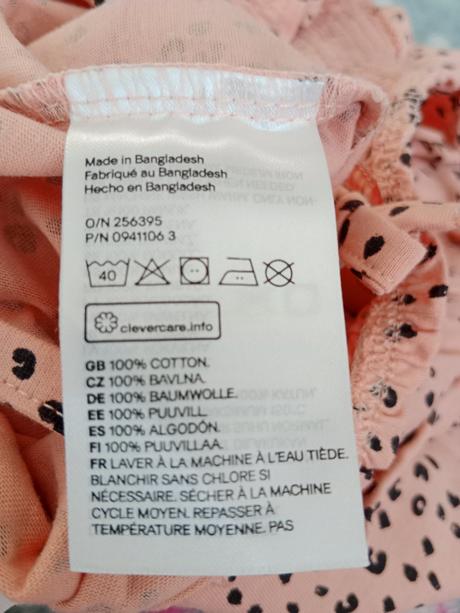 Made in Bangladesh
Fabriqué au Bangladesh
Hecho en Bangladesh
O/N 256395
P/N 0941106 3
40
clevercare.info
GB 100% COTTON.
CZ 100% BAVLNA.
DE 100% BAUMWOLLE.
EE 100% PUUVILL.
ES 100% ALGODÓN.
FI 100% PUUVILLAA.
FR LAVER À LA MACHINE À L'EAU TIÈDE.
BLANCHIR SANS CHLORE SI
NÉCESSAIRE. SÉCHER À LA MACHINE
CYCLE MOYEN. REPASSER À
TEMPÉRATURE MOYENNE. PAS